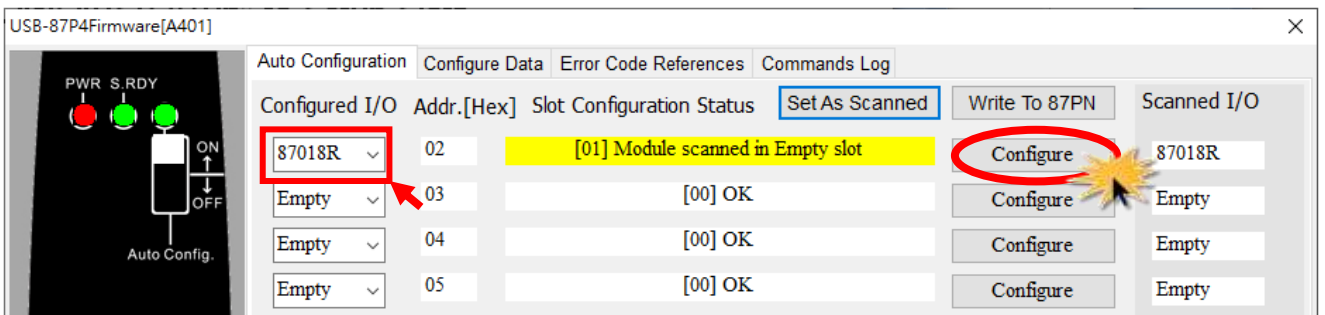 USB-87P4Firmware[A401]
Auto Configuration Configure Data Error Code References Commands Log
PWR S.RDY
Configured I/O Addr.[Hex] Slot Configuration Status Set As Scanned Write To 87PN Scanned I/O
ON
OFF
Auto Config.
87018R 02 [01] Module scanned in Empty slot Configure 87018R
Empty 03 [00] OK Configure Empty
Empty 04 [00] OK Configure Empty
Empty 05 [00] OK Configure Empty